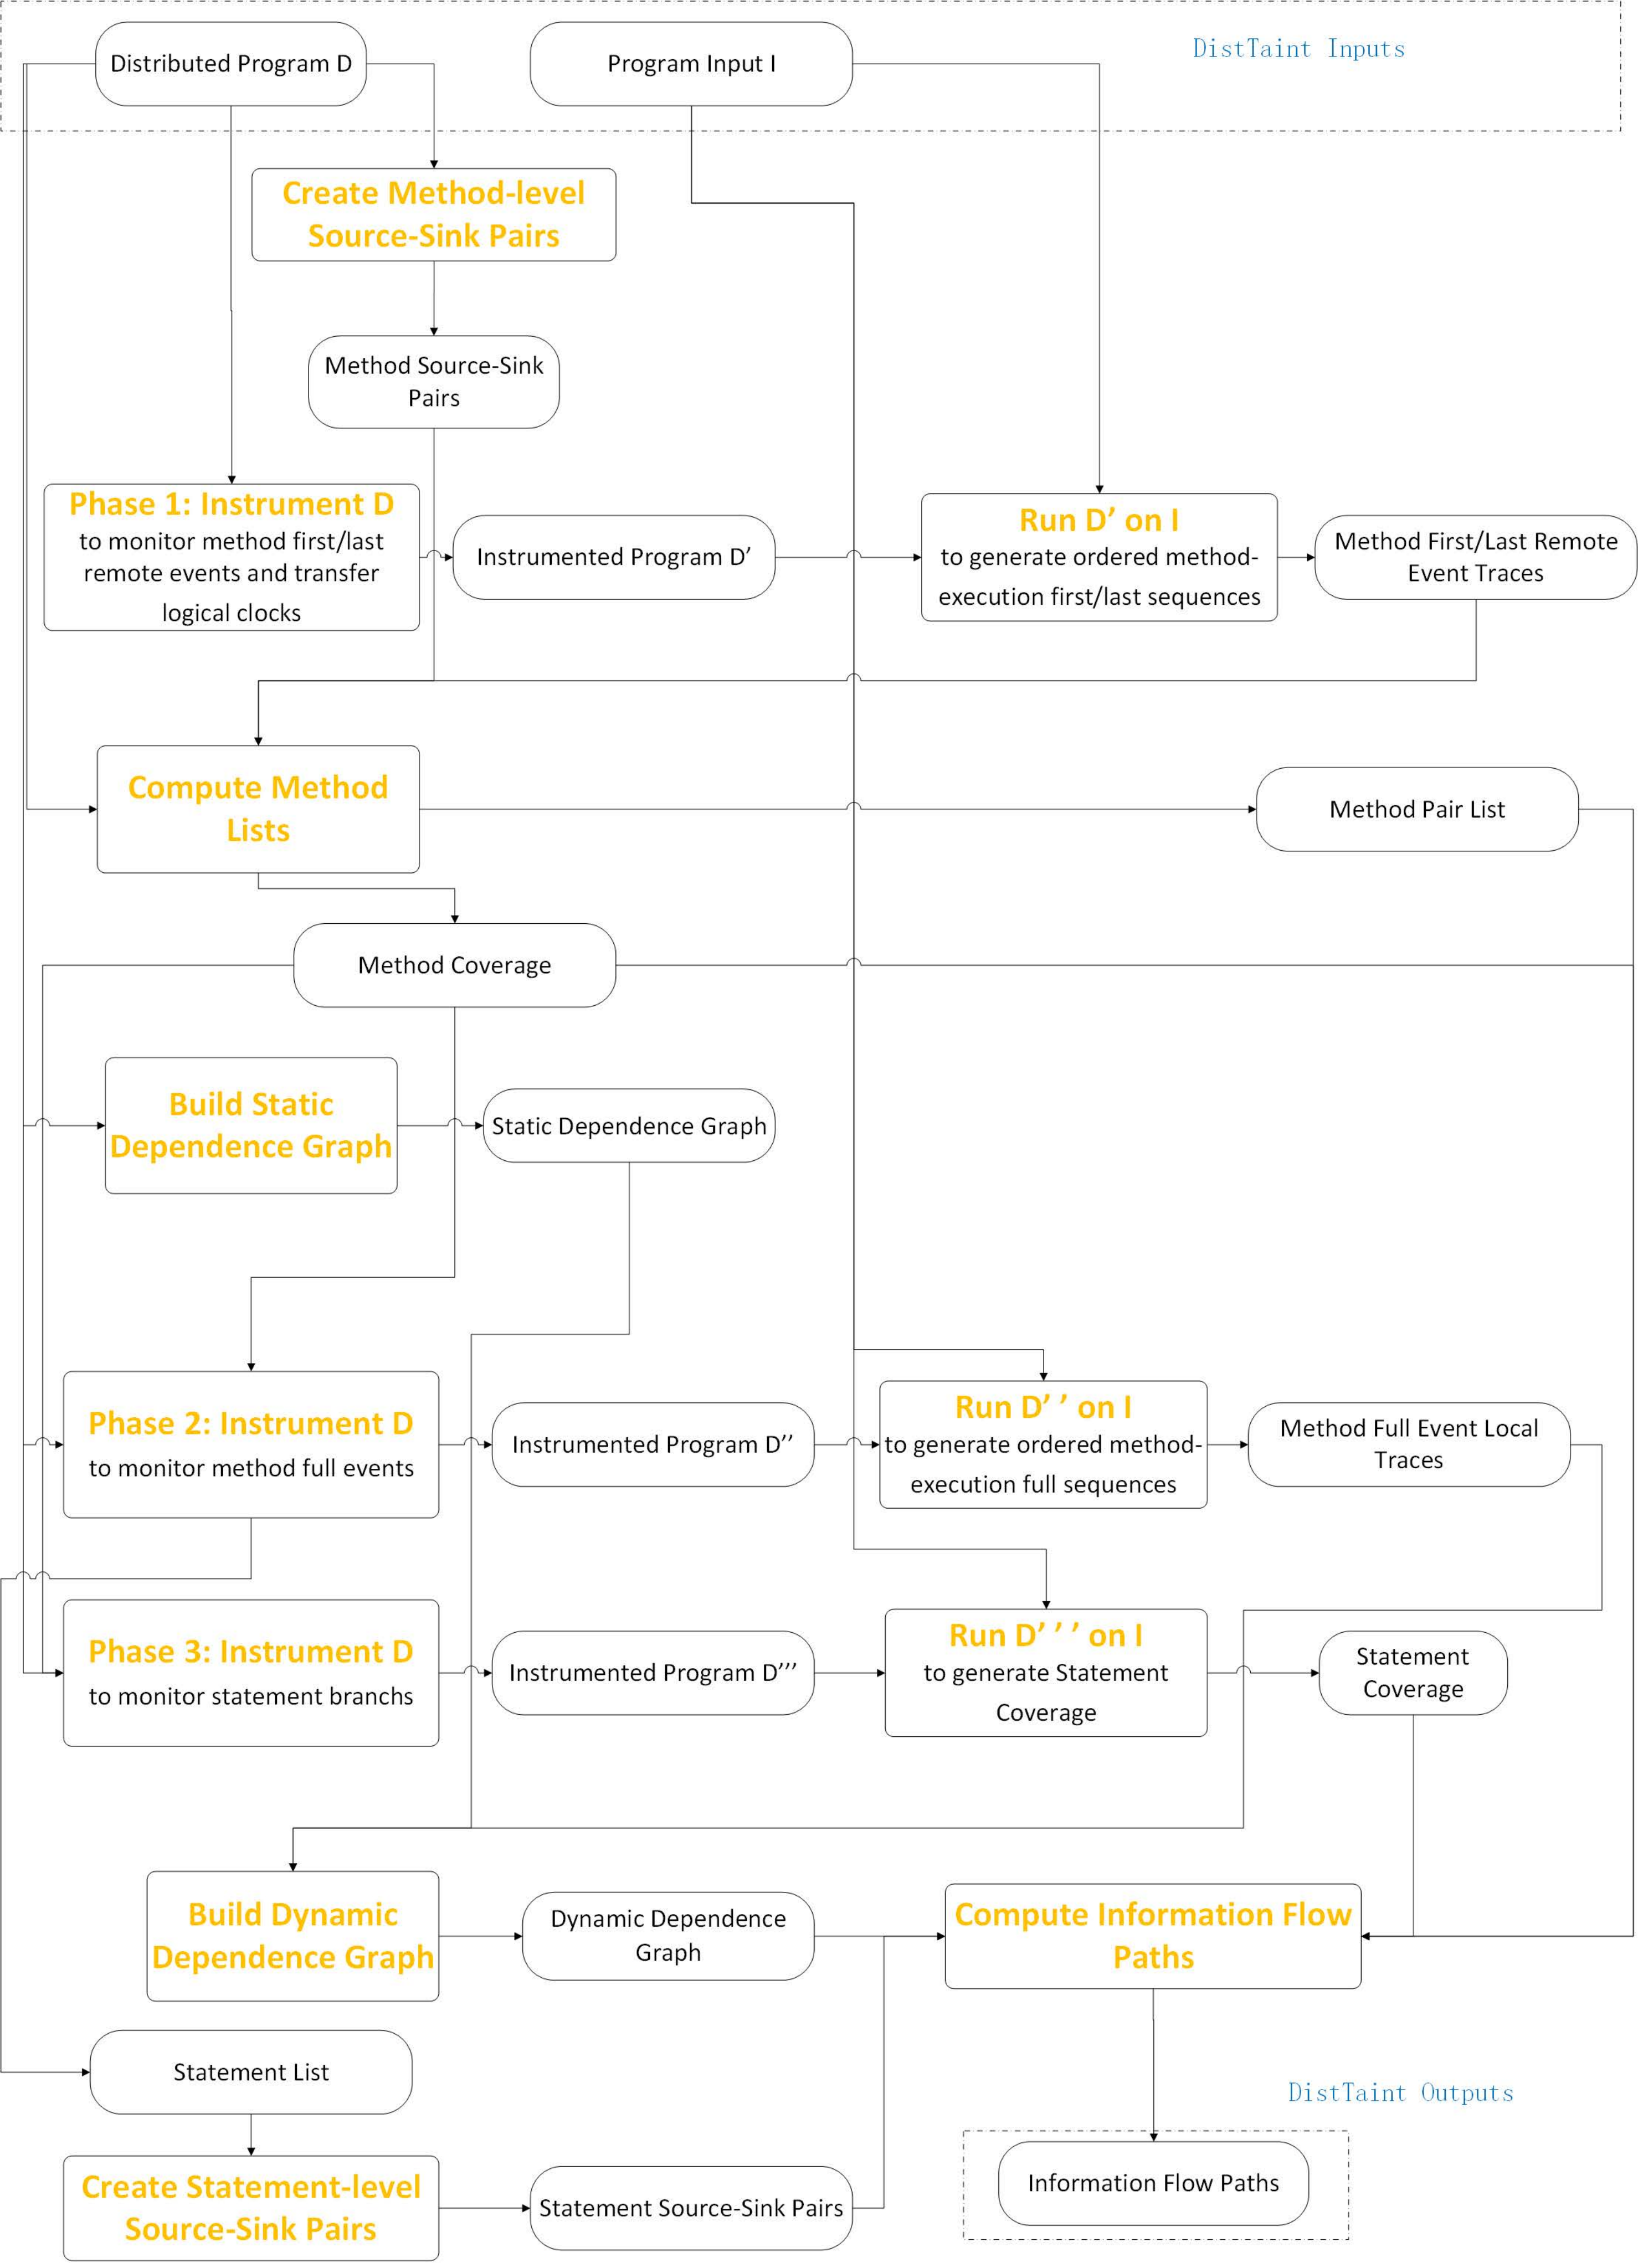 Distributed Program D
Program Input I
DistTaint Inputs
Create Method-level
Source-Sink Pairs
Method Source-Sink
Pairs
Phase 1: Instrument D
to monitor method first/last
remote events and transfer
logical clocks
Instrumented Program D’
Run D’ on I
to generate ordered method-
execution first/last sequences
Method First/Last Remote
Event Traces
Compute Method
Lists
Method Pair List
Method Coverage
Build Static
Dependence Graph
Static Dependence Graph
Phase 2: Instrument D
to monitor method full events
Instrumented Program D’’
Run D’ ’ on I
to generate ordered method-
execution full sequences
Method Full Event Local
Traces
Phase 3: Instrument D
to monitor statement branchs
Instrumented Program D’’’
Run D’ ’ ’ on I
to generate Statement
Coverage
Statement
Coverage
Build Dynamic
Dependence Graph
Dynamic Dependence
Graph
Compute Information Flow
Paths
Statement List
DistTaint Outputs
Create Statement-level
Source-Sink Pairs
Statement Source-Sink Pairs
Information Flow Paths